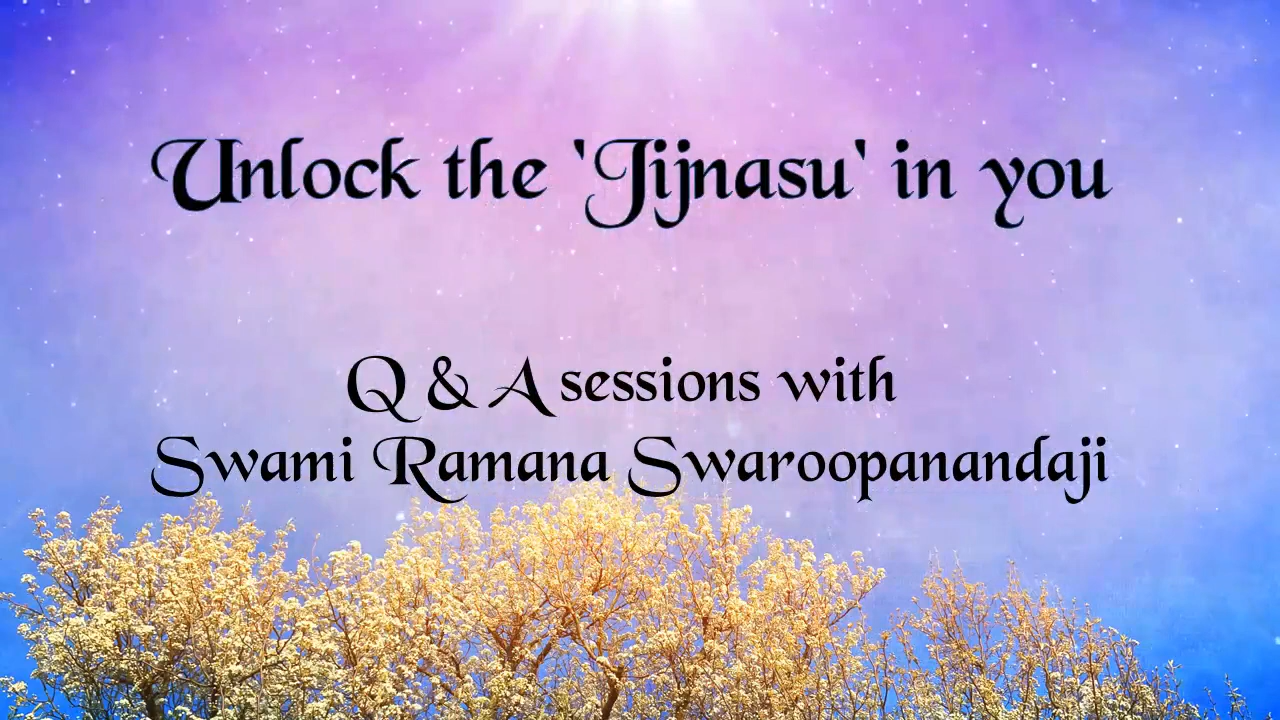 Unlock the 'Jijnasu' in you
Q & A sessions with
Swami Ramana Swaroopanandaji